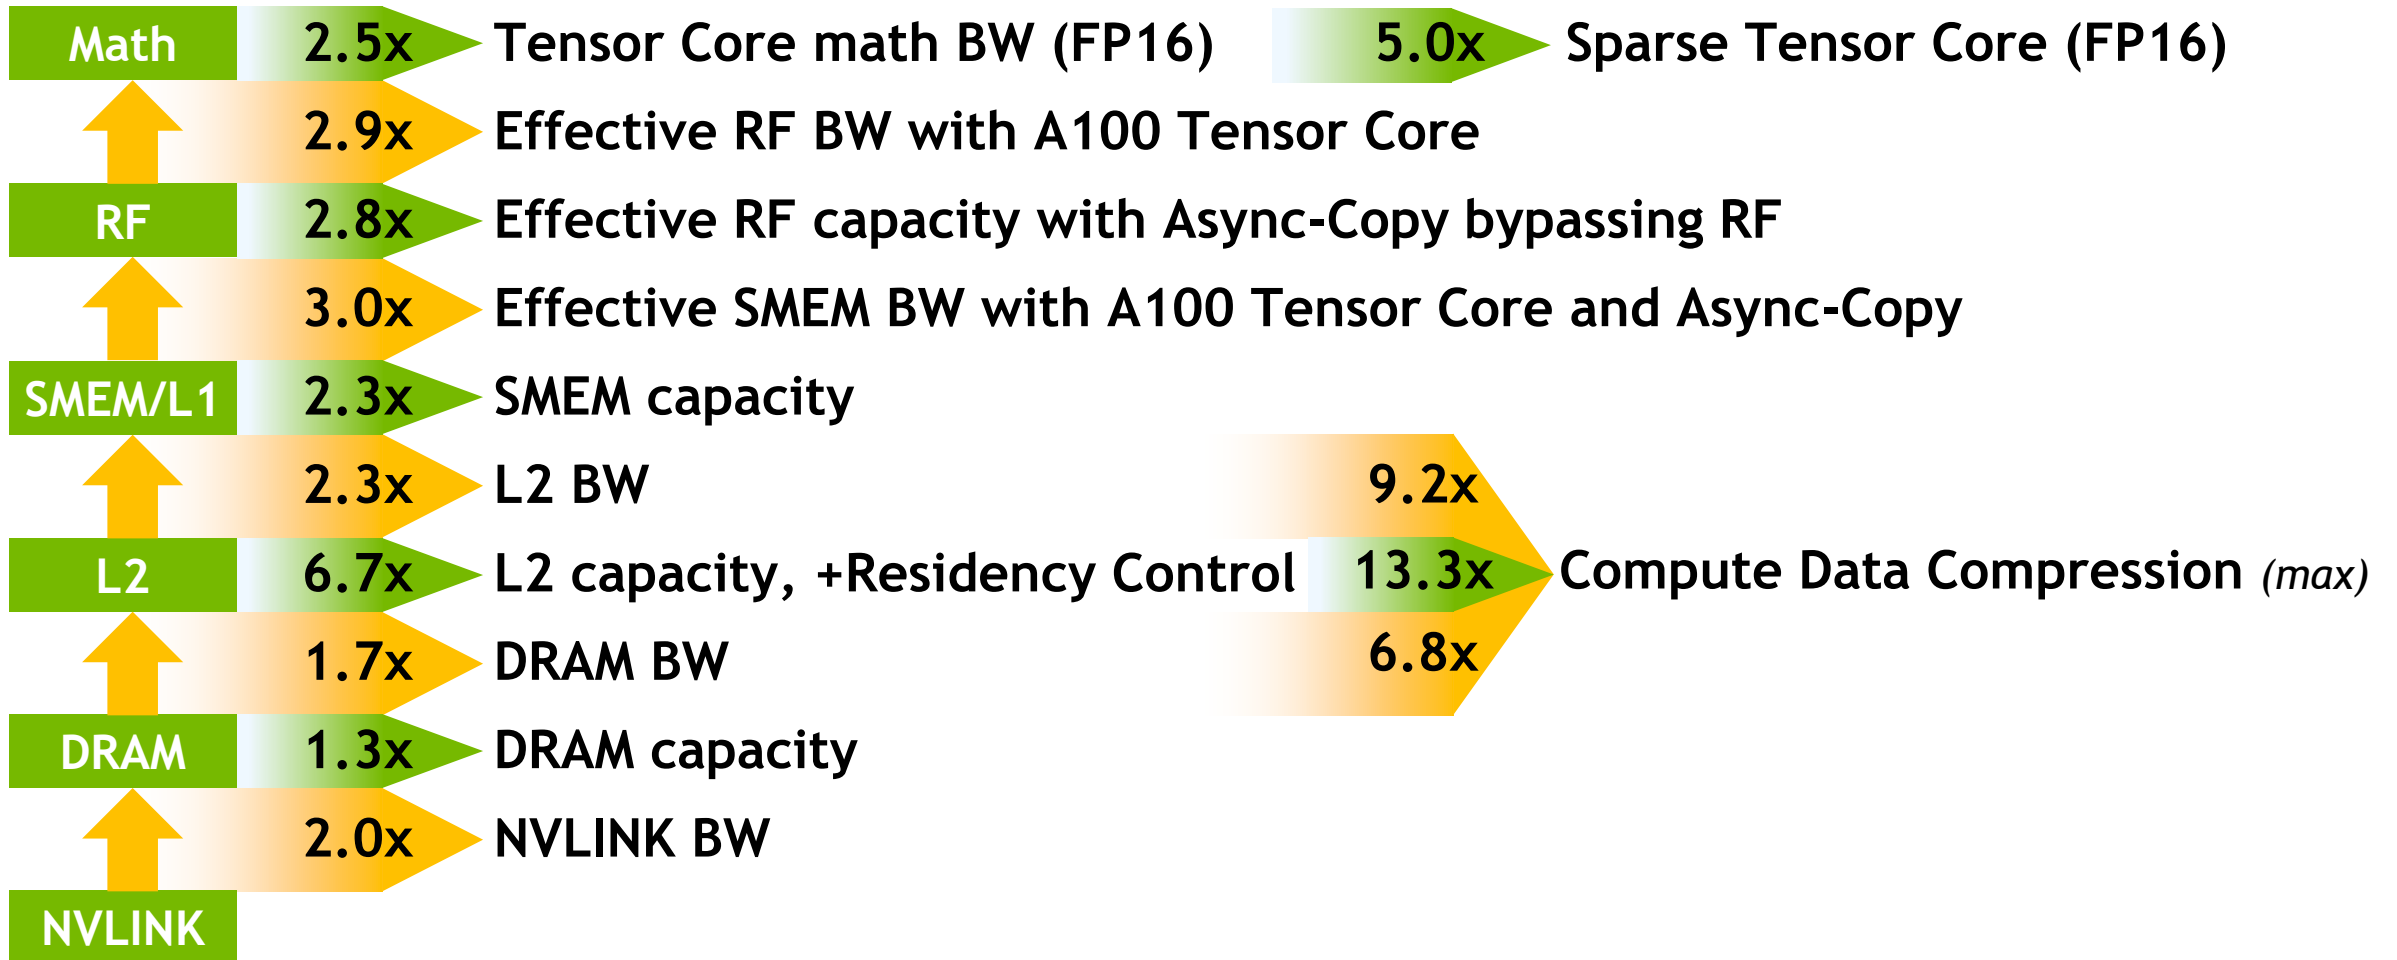 Math 2.5x Tensor Core math BW (FP16) 5.0x Sparse Tensor Core (FP16)
2.9x Effective RF BW with A100 Tensor Core
RF 2.8x Effective RF capacity with Async-Copy bypassing RF
3.0x Effective SMEM BW with A100 Tensor Core and Async-Copy
SMEM/L1 2.3x SMEM capacity
2.3x L2 BW 9.2x
L2 6.7x L2 capacity, +Residency Control 13.3x Compute Data Compression (max)
1.7x DRAM BW 6.8x
DRAM 1.3x DRAM capacity
2.0x NVLINK BW
NVLINK